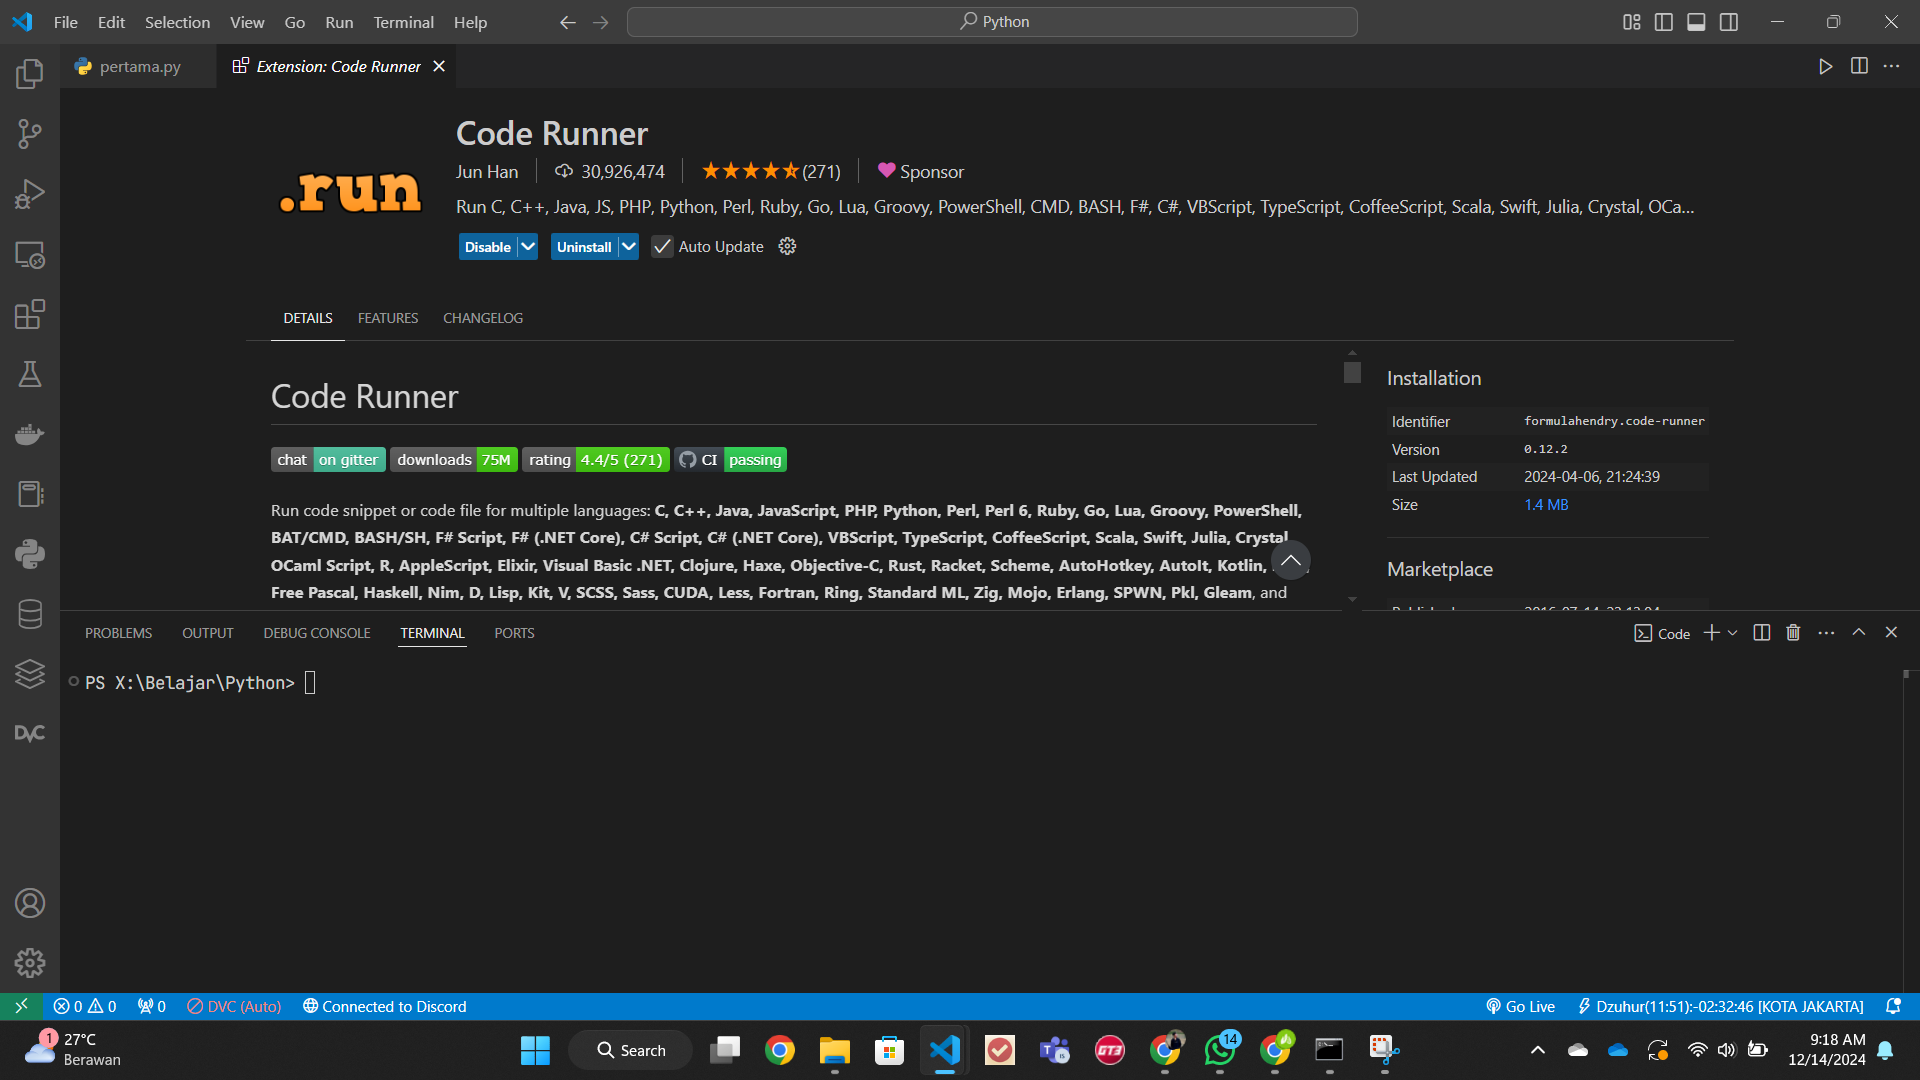 File Edit Selection View Go Run Terminal Help
Python
pertama.py
Extension: Code Runner
.run
Code Runner
Jun Han 30,926,474 (271) Sponsor
Run C, C++, Java, JS, PHP, Python, Perl, Ruby, Go, Lua, Groovy, PowerShell, CMD, BASH, F#, C#, VBScript, TypeScript, CoffeeScript, Scala, Swift, Julia, Crystal, OCa...
Disable Uninstall Auto Update
DETAILS FEATURES CHANGELOG
Code Runner
chat on gitter downloads 75M rating 4.4/5 (271) CI passing
Run code snippet or code file for multiple languages: C, C++, Java, JavaScript, PHP, Python, Perl, Perl 6, Ruby, Go, Lua, Groovy, PowerShell,
BAT/CMD, BASH/SH, F# Script, F# (.NET Core), C# Script, C# (.NET Core), VBScript, TypeScript, CoffeeScript, Scala, Swift, Julia, Crystal,
OCaml Script, R, AppleScript, Elixir, Visual Basic .NET, Clojure, Haxe, Objective-C, Rust, Racket, Scheme, AutoHotkey, AutoIt, Kotlin,
Free Pascal, Haskell, Nim, D, Lisp, Kit, V, SCSS, Sass, CUDA, Less, Fortran, Ring, Standard ML, Zig, Mojo, Erlang, SPWN, Pkl, Gleam, and
Installation
Identifier formulahendry.code-runner
Version 0.12.2
Last Updated 2024-04-06, 21:24:39
Size 1.4 MB
Marketplace
PROBLEMS OUTPUT DEBUG CONSOLE TERMINAL PORTS
Code
PS X:\Belajar\Python>
DVC
0 0 0 DVC (Auto) Connected to Discord
Go Live Dzuhur(11:51):-02:32:46 [KOTA JAKARTA]
1
27°C
Berawan
Search
GT3
14
9:18 AM
12/14/2024